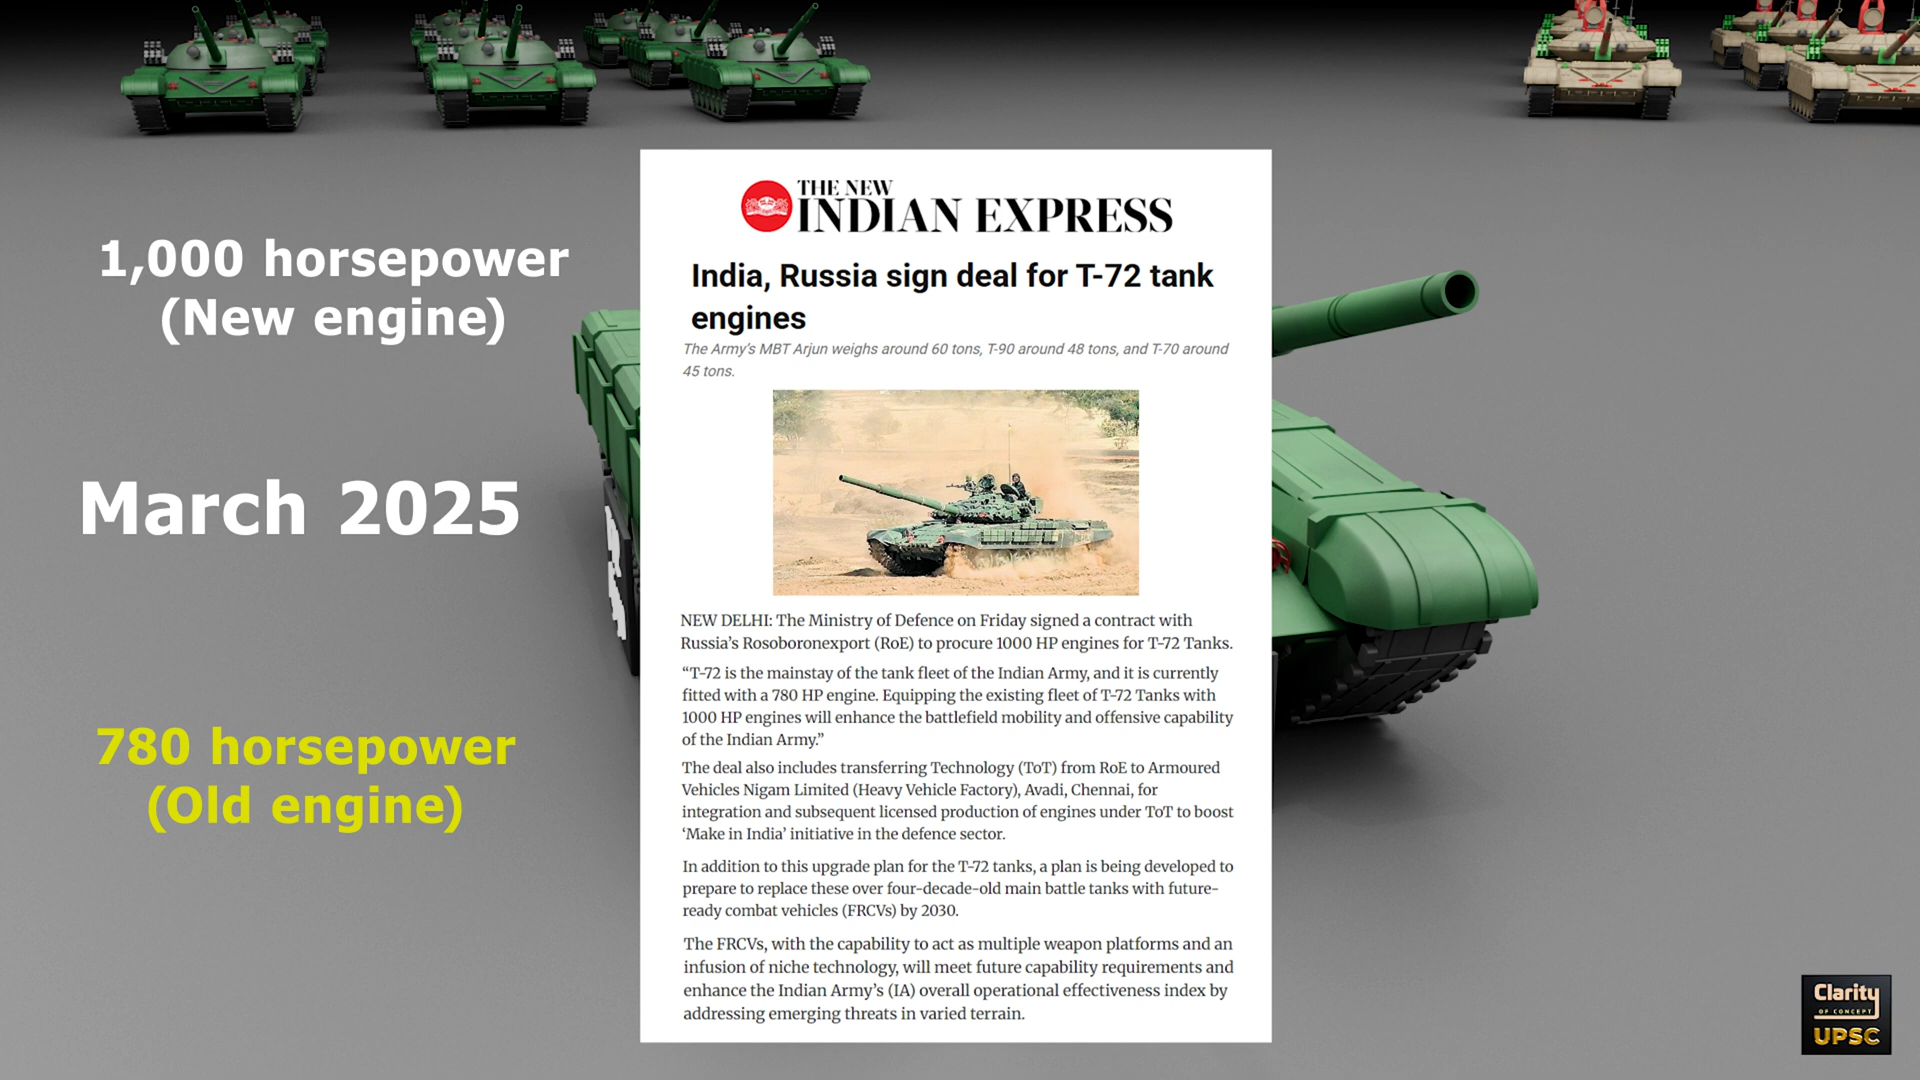 1,000 horsepower
(New engine)
March 2025
780 horsepower
(Old engine)
THE NEW
INDIAN EXPRESS
India, Russia sign deal for T-72 tank
engines
The Army's MBT Arjun weighs around 60 tons, T-90 around 48 tons, and T-70 around
45 tons.
NEW DELHI: The Ministry of Defence on Friday signed a contract with
Russia’s Rosoboronexport (RoE) to procure 1000 HP engines for T-72 Tanks.
“T-72 is the mainstay of the tank fleet of the Indian Army, and it is currently
fitted with a 780 HP engine. Equipping the existing fleet of T-72 Tanks with
1000 HP engines will enhance the battlefield mobility and offensive capability
of the Indian Army.”
The deal also includes transferring Technology (ToT) from RoE to Armoured
Vehicles Nigam Limited (Heavy Vehicle Factory), Avadi, Chennai, for
integration and subsequent licensed production of engines under ToT to boost
‘Make in India’ initiative in the defence sector.
In addition to this upgrade plan for the T-72 tanks, a plan is being developed to
prepare to replace these over four-decade-old main battle tanks with future-
ready combat vehicles (FRCVs) by 2030.
The FRCVs, with the capability to act as multiple weapon platforms and an
infusion of niche technology, will meet future capability requirements and
enhance the Indian Army’s (IA) overall operational effectiveness index by
addressing emerging threats in varied terrain.
Clarity
OF CONCEPT
UPSC